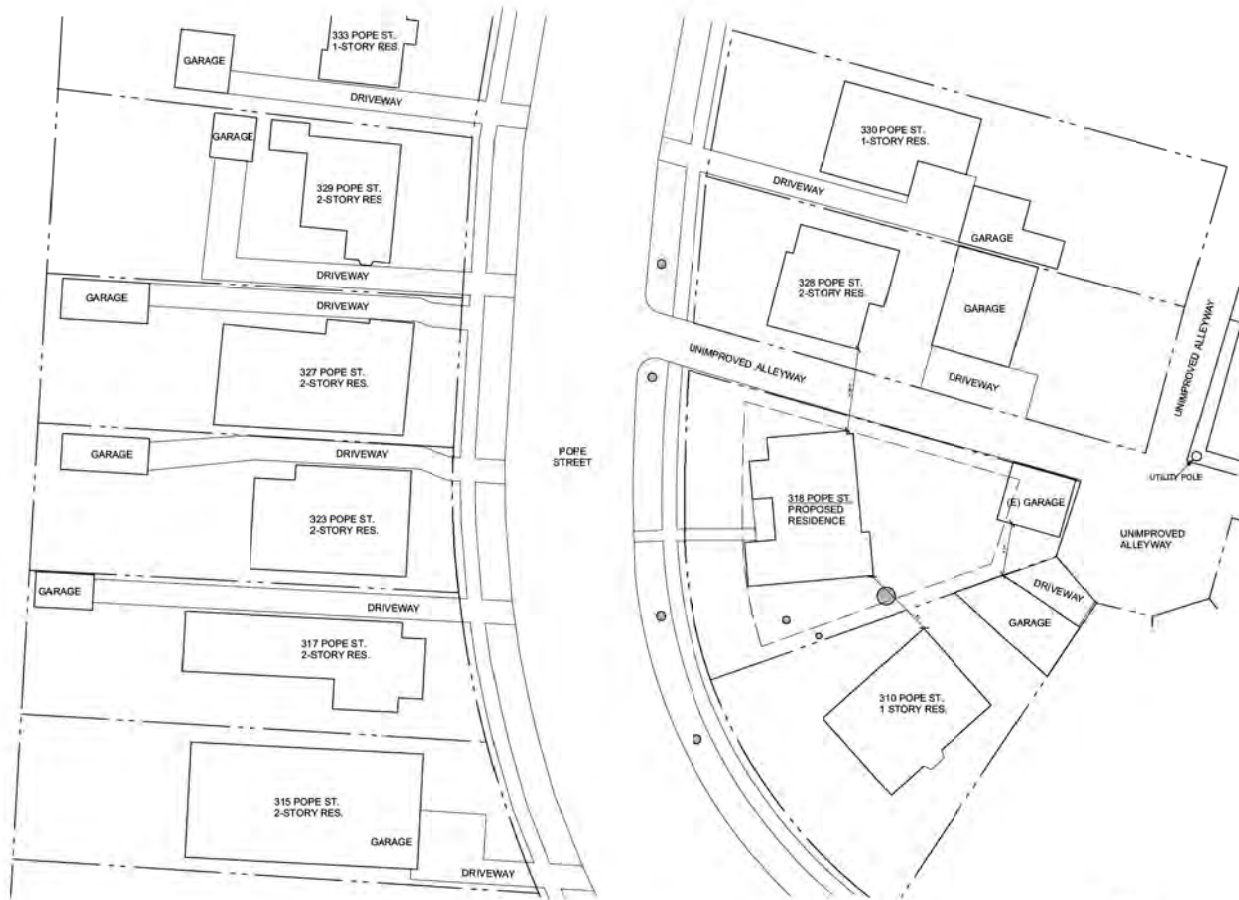 333 POPE ST.
1-STORY RES.
GARAGE
DRIVEWAY
GARAGE
329 POPE ST.
2-STORY RES
DRIVEWAY
GARAGE
DRIVEWAY
327 POPE ST.
2-STORY RES.
GARAGE
DRIVEWAY
323 POPE ST.
2-STORY RES.
GARAGE
DRIVEWAY
317 POPE ST.
2-STORY RES.
315 POPE ST.
2-STORY RES.
GARAGE
DRIVEWAY
POPE
STREET
330 POPE ST.
1-STORY RES.
DRIVEWAY
GARAGE
328 POPE ST.
2-STORY RES.
GARAGE
UNIMPROVED ALLEYWAY
DRIVEWAY
UNIMPROVED ALLEYWAY
UTILITY POLE
318 POPE ST.
PROPOSED
RESIDENCE
(E) GARAGE
UNIMPROVED
ALLEYWAY
DRIVEWAY
GARAGE
310 POPE ST.
1 STORY RES.